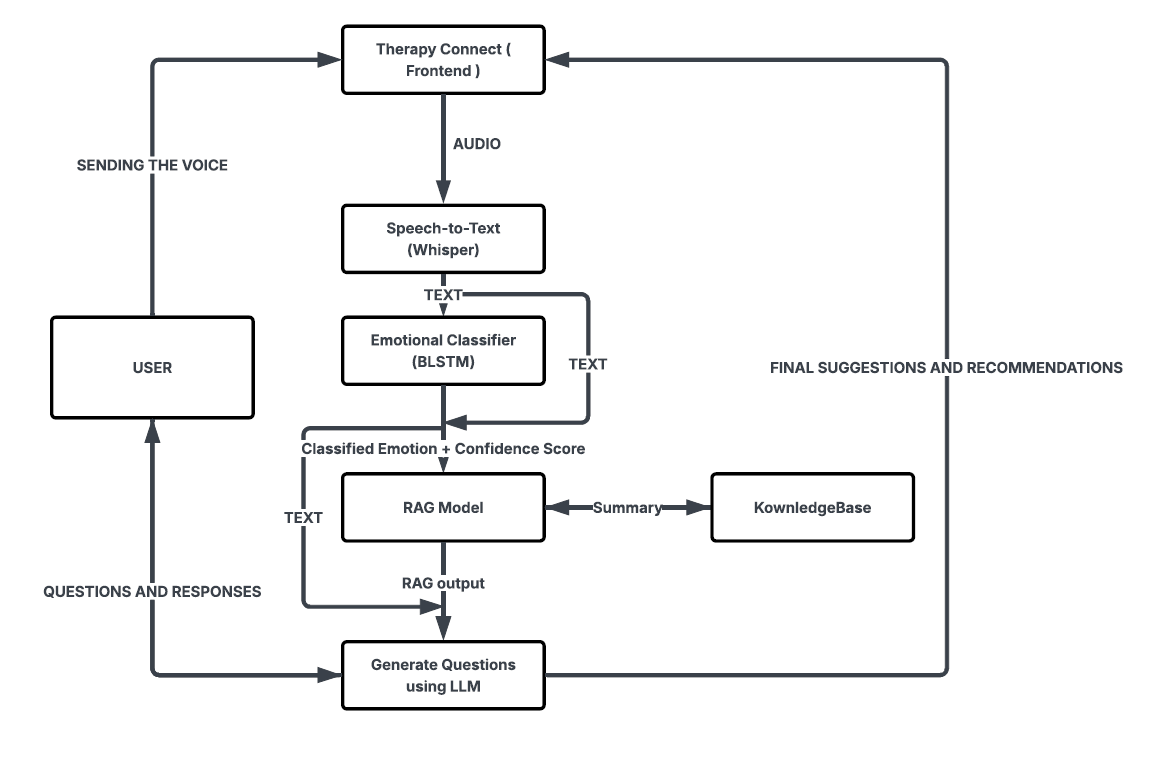 Therapy Connect (
Frontend )
AUDIO
SENDING THE VOICE
Speech-to-Text
(Whisper)
TEXT
Emotional Classifier
(BLSTM)
TEXT
USER
FINAL SUGGESTIONS AND RECOMMENDATIONS
Classified Emotion + Confidence Score
RAG Model
Summary
KownledgeBase
TEXT
RAG output
QUESTIONS AND RESPONSES
Generate Questions
using LLM